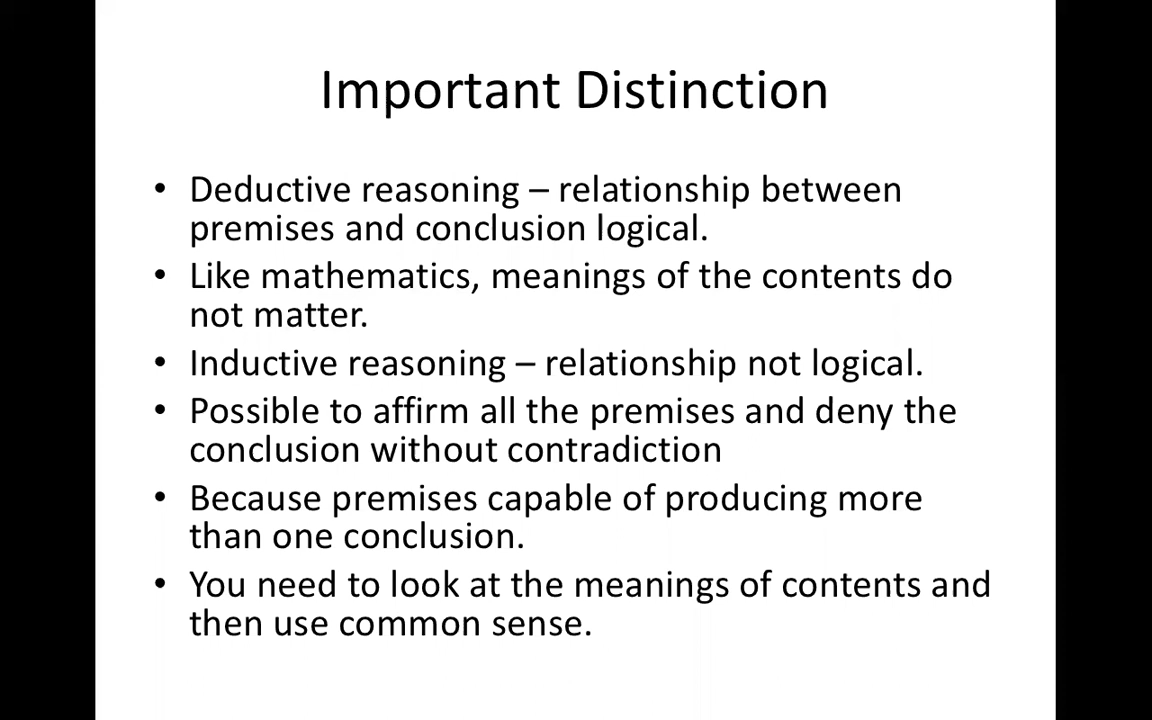 Important Distinction
• Deductive reasoning – relationship between
premises and conclusion logical.
• Like mathematics, meanings of the contents do
not matter.
• Inductive reasoning – relationship not logical.
• Possible to affirm all the premises and deny the
conclusion without contradiction
• Because premises capable of producing more
than one conclusion.
• You need to look at the meanings of contents and
then use common sense.